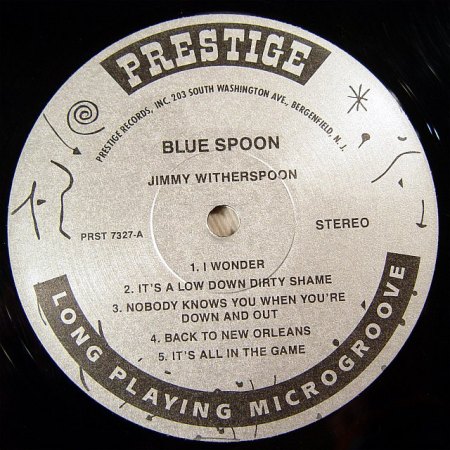 PRESTIGE
PRESTIGE RECORDS, INC. 203 SOUTH WASHINGTON AVE., BERGENFIELD, N. J.
BLUE SPOON
JIMMY WITHERSPOON
PRST 7327-A
STEREO
1. I WONDER
2. IT'S A LOW DOWN DIRTY SHAME
3. NOBODY KNOWS YOU WHEN YOU'RE
DOWN AND OUT
4. BACK TO NEW ORLEANS
5. IT'S ALL IN THE GAME
LONG PLAYING MICROGROOVE